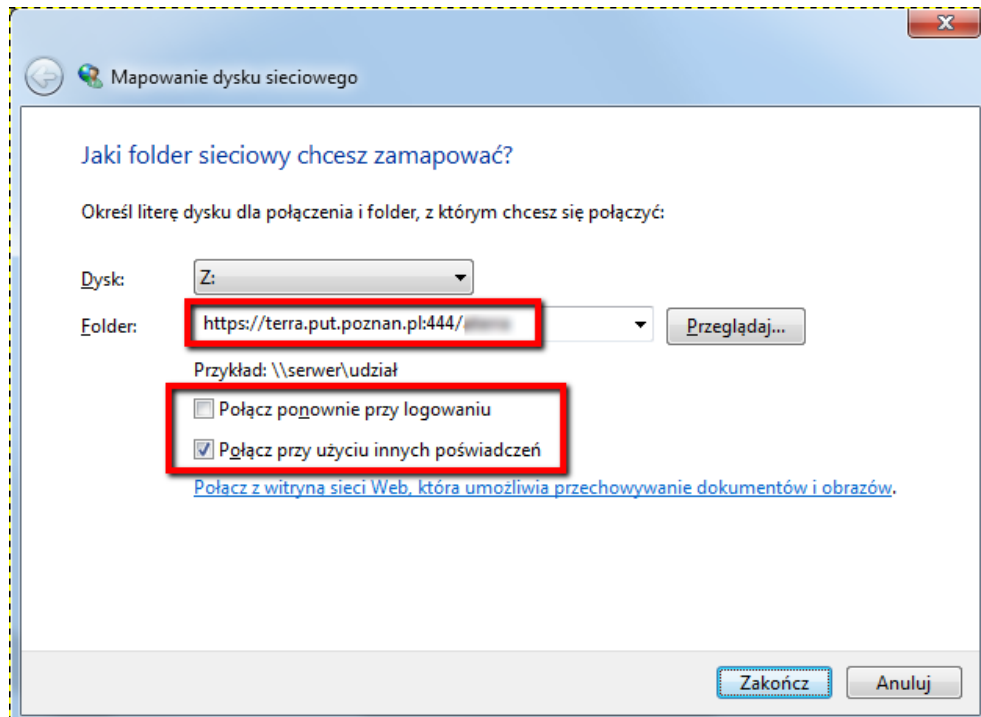 Mapowanie dysku sieciowego
Jaki folder sieciowy chcesz zamapować?
Określ literę dysku dla połączenia i folder, z którym chcesz się połączyć:
Dysk: Z:
Folder: https://terra.put.poznan.pl:444/ Przeglądaj...
Przykład: \\serwer\udział
Połącz ponownie przy logowaniu
Połącz przy użyciu innych poświadczeń
Połącz z witryną sieci Web, która umożliwia przechowywanie dokumentów i obrazów.
Zakończ Anuluj